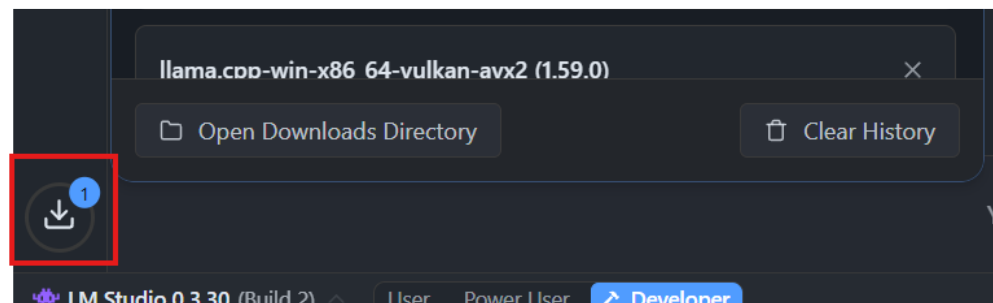 llama.cpp-win-x86_64-vulkan-avx2 (1.59.0)
Open Downloads Directory
Clear History
1
LM Studio 0.3.30 (Build 2)
User
Power User
Developer